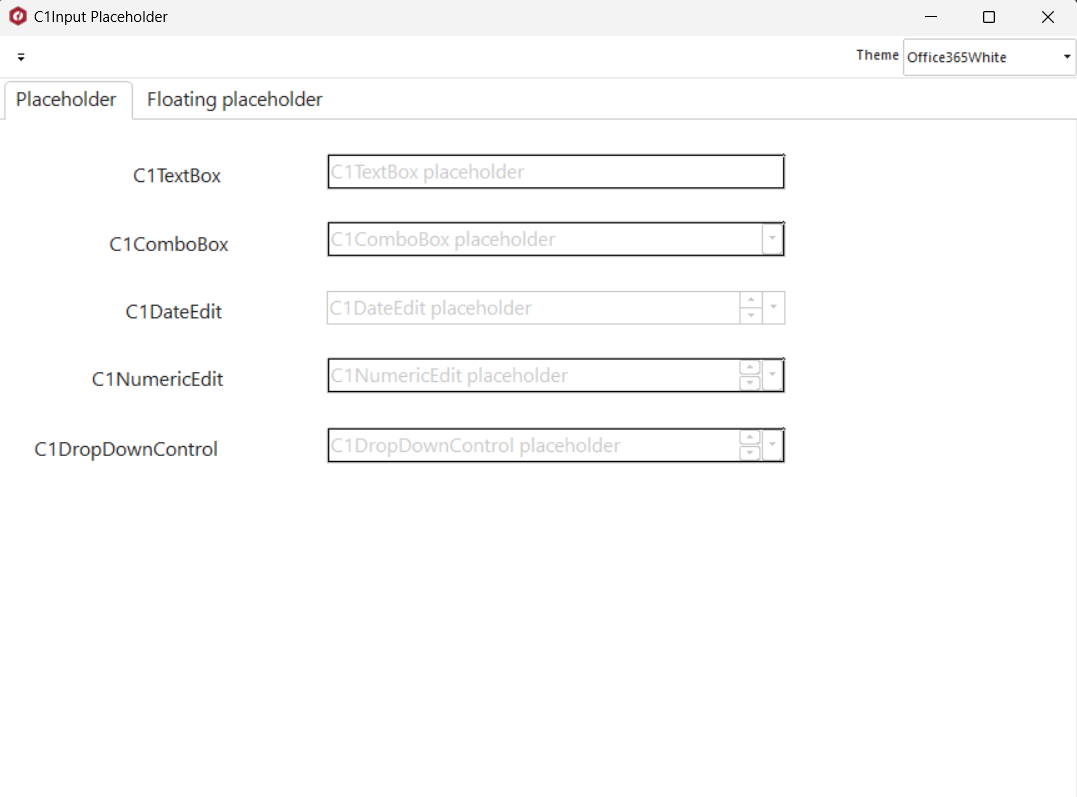 C1Input Placeholder
Theme Office365White
Placeholder Floating placeholder
C1TextBox C1TextBox placeholder
C1ComboBox C1ComboBox placeholder
C1DateEdit C1DateEdit placeholder
C1NumericEdit C1NumericEdit placeholder
C1DropDownControl C1DropDownControl placeholder